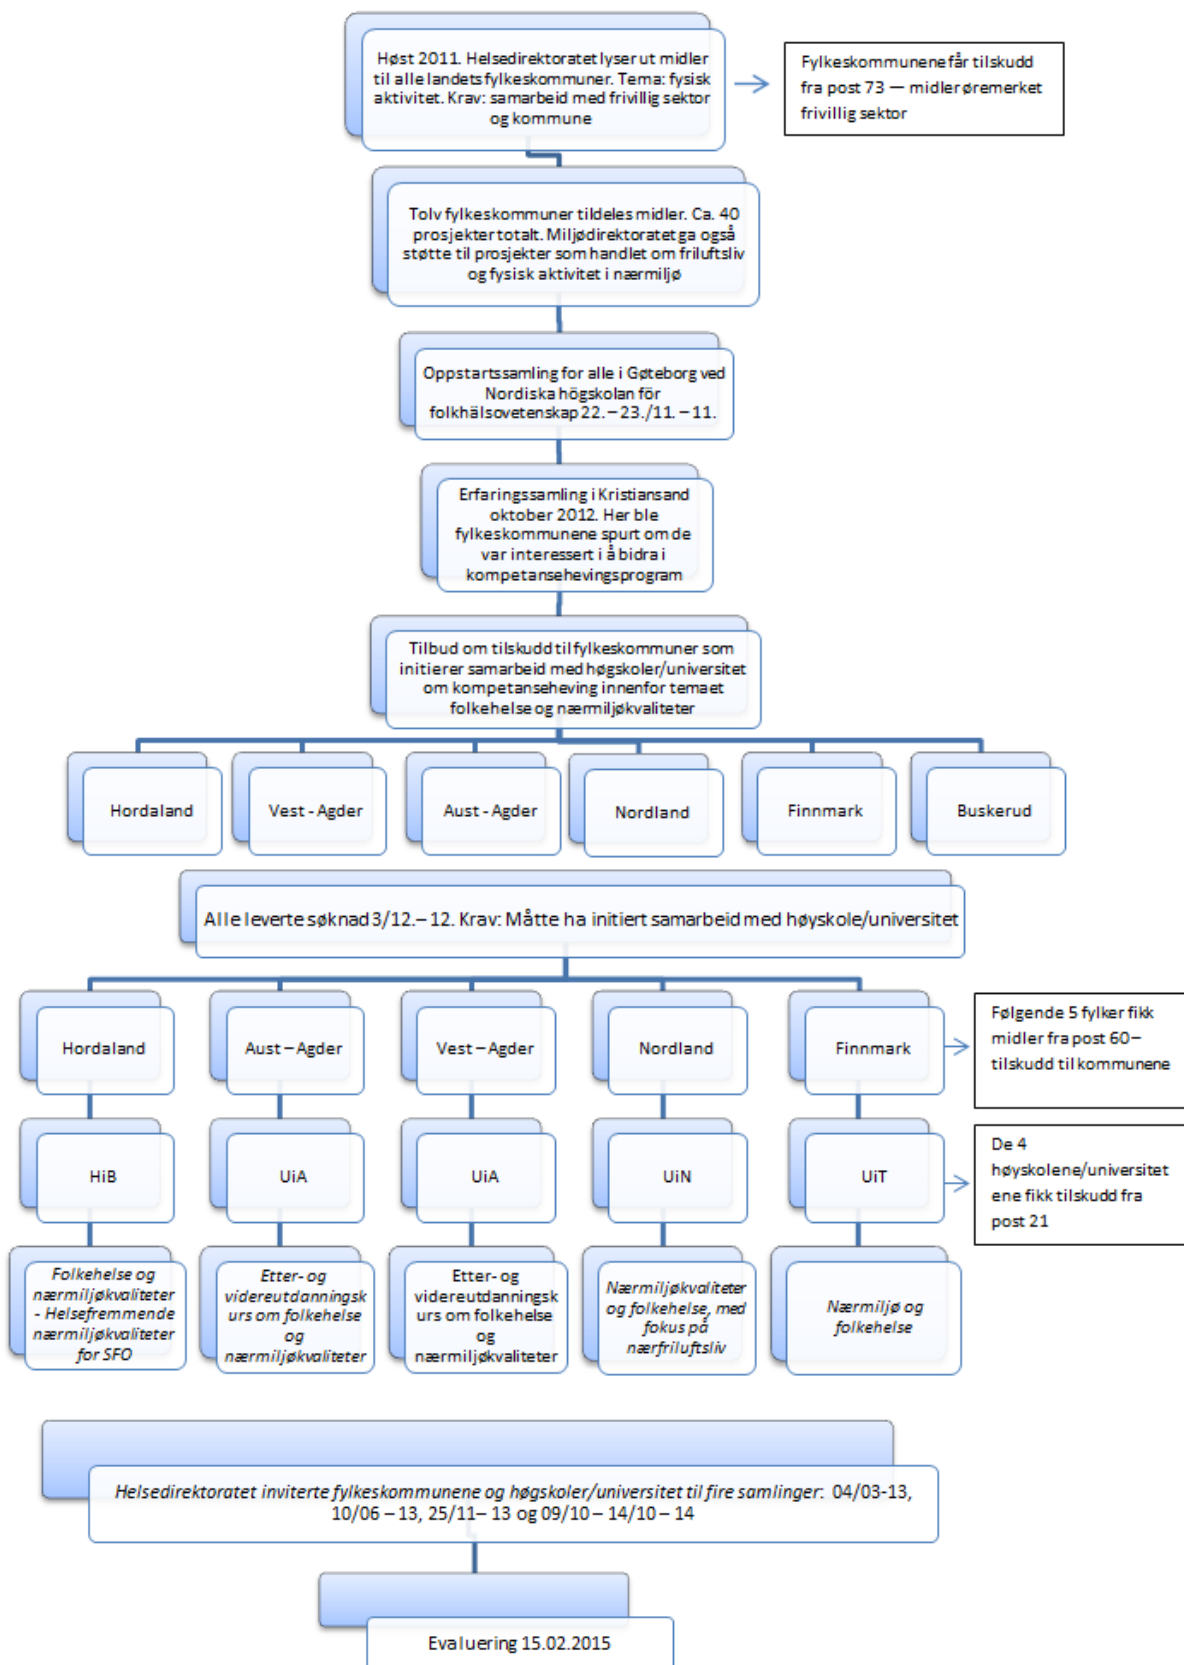 Høst 2011. Helsedirektoratet lyser ut midler
til alle landets fylkeskommuner. Tema: fysisk
aktivitet. Krav: samarbeid med frivillig sektor
og kommune
Fylkeskommunene får tilskudd
fra post 73 — midler øremerket
frivillig sektor
Tolv fylkeskommuner tildeles midler. Ca. 40
prosjekter totalt. Miljødirektoratet ga også
støtte til prosjekter som handlet om friluftsliv
og fysisk aktivitet i nærmiljø
Oppstartssamling for alle i Gøteborg ved
Nordiska högskolan för
folkhälsovetenskap 22. – 23./11. – 11.
Erfaringssamling i Kristiansand
oktober 2012. Her ble
fylkeskommunene spurt om de
var interessert i å bidra i
kompetansehevingsprogram
Tilbud om tilskudd til fylkeskommuner som
initierer samarbeid med høgskoler/universitet
om kompetanseheving innenfor temaet
folkehelse og nærmiljøkvaliteter
Hordaland
Vest - Agder
Aust - Agder
Nordland
Finnmark
Buskerud
Alle leverte søknad 3/12. – 12. Krav: Måtte ha initiert samarbeid med høyskole/universitet
Hordaland
Aust – Agder
Vest – Agder
Nordland
Finnmark
Følgende 5 fylker fikk
midler fra post 60 –
tilskudd til kommunene
HiB
UiA
UiA
UiN
UiT
De 4
høyskolene/universitet
ene fikk tilskudd fra
post 21
Folkehelse og
nærmiljøkvaliteter
- Helsefremmende
nærmiljøkvaliteter
for SFO
Etter- og
videreutdanningsk
urs om folkehelse
og
nærmiljøkvaliteter
Etter- og
videreutdanningsk
urs om folkehelse
og
nærmiljøkvaliteter
Nærmiljøkvaliteter
og folkehelse, med
fokus på
nærfriluftsliv
Nærmiljø og
folkehelse
Helsedirektoratet inviterte fylkeskommunene og høgskoler/universitet til fire samlinger: 04/03-13,
10/06 – 13, 25/11 – 13 og 09/10 – 14/10 – 14
Evaluering 15.02.2015